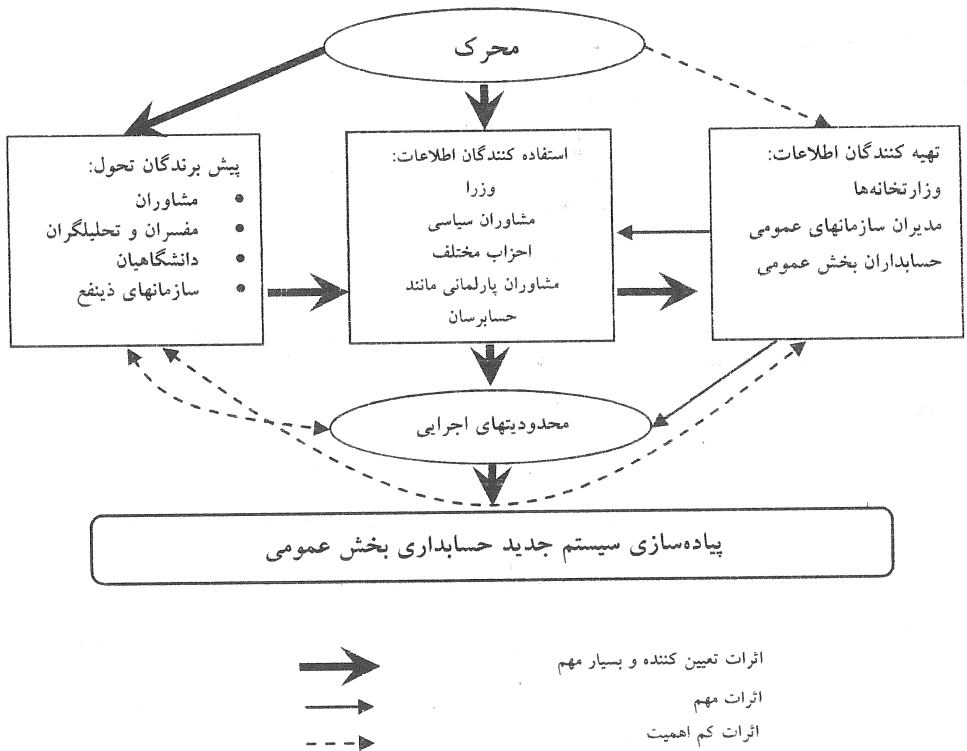 محرک
تهیه کنندگان اطلاعات:
وزارتخانه‌ها
مدیران سازمانهای عمومی
حسابداران بخش عمومی
استفاده کنندگان اطلاعات:
وزرا
مشاوران سیاسی
احزاب مختلف
مشاوران پارلمانی مانند
حسابرسان
پیش برندگان تحول:
• مشاوران
• مفسران و تحلیلگران
• دانشگاهیان
• سازمانهای ذینفع
محدودیتهای اجرایی
پیاده‌سازی سیستم جدید حسابداری بخش عمومی
اثرات تعیین کننده و بسیار مهم
اثرات مهم
اثرات کم اهمیت